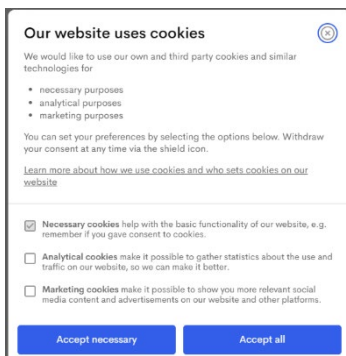 Our website uses cookies
We would like to use our own and third party cookies and similar
technologies for
• necessary purposes
• analytical purposes
• marketing purposes
You can set your preferences by selecting the options below. Withdraw
your consent at any time via the shield icon.
Learn more about how we use cookies and who sets cookies on our
website
Necessary cookies help with the basic functionality of our website, e.g.
remember if you gave consent to cookies.
Analytical cookies make it possible to gather statistics about the use and
traffic on our website, so we can make it better.
Marketing cookies make it possible to show you more relevant social
media content and advertisements on our website and other platforms.
Accept necessary
Accept all